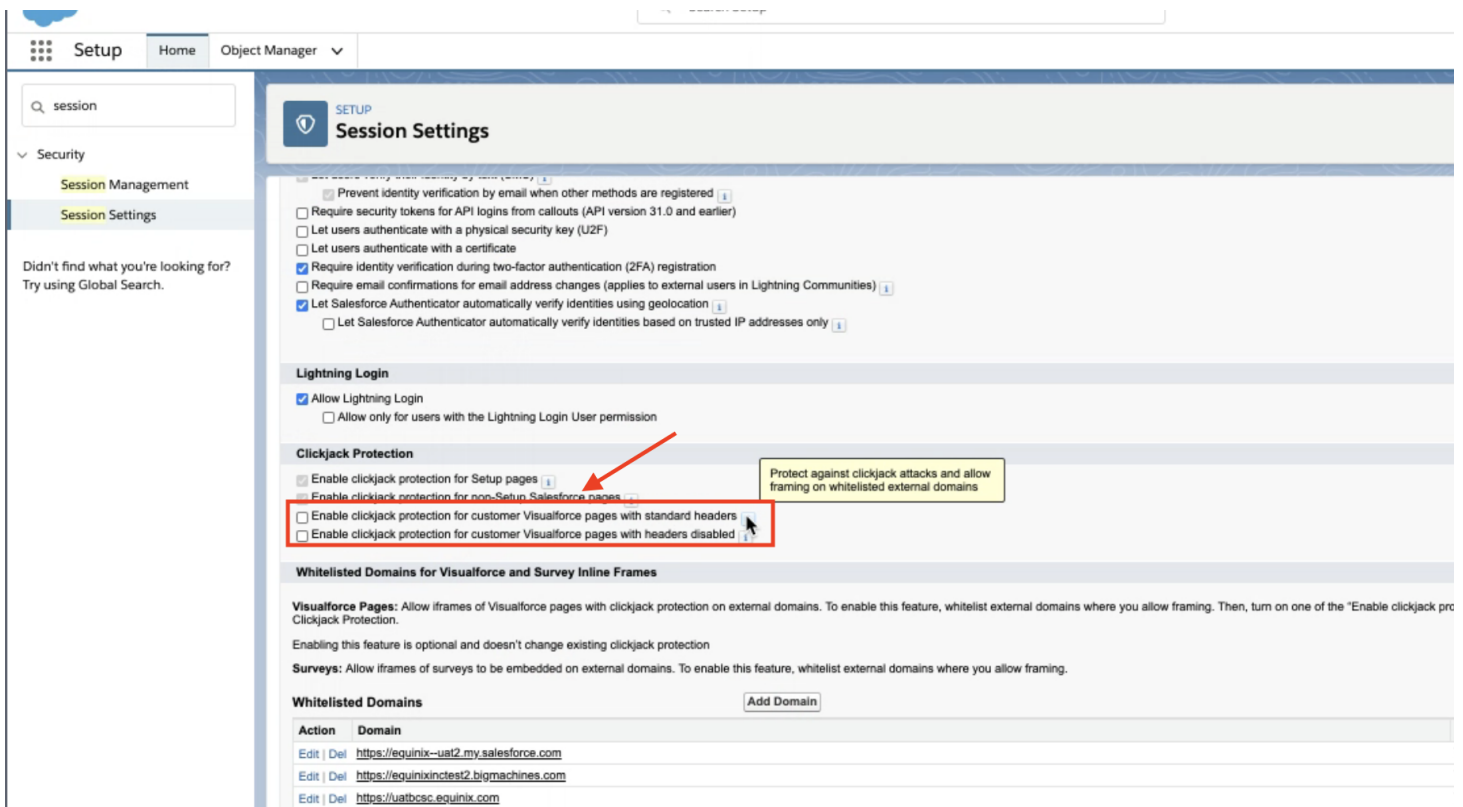 Setup
Home
Object Manager
session
Security
Session Management
Session Settings
Didn't find what you're looking for?
Try using Global Search.
SETUP
Session Settings
Prevent identity verification by email when other methods are registered
Require security tokens for API logins from callouts (API version 31.0 and earlier)
Let users authenticate with a physical security key (U2F)
Let users authenticate with a certificate
Require identity verification during two-factor authentication (2FA) registration
Require email confirmations for email address changes (applies to external users in Lightning Communities)
Let Salesforce Authenticator automatically verify identities using geolocation
Let Salesforce Authenticator automatically verify identities based on trusted IP addresses only
Lightning Login
Allow Lightning Login
Allow only for users with the Lightning Login User permission
Clickjack Protection
Enable clickjack protection for Setup pages
Enable clickjack protection for non-Setup Salesforce pages
Enable clickjack protection for customer Visualforce pages with standard headers
Enable clickjack protection for customer Visualforce pages with headers disabled
Protect against clickjack attacks and allow
framing on whitelisted external domains
Whitelisted Domains for Visualforce and Survey Inline Frames
Visualforce Pages: Allow iframes of Visualforce pages with clickjack protection on external domains. To enable this feature, whitelist external domains where you allow framing. Then, turn on one of the "Enable clickjack pro
Clickjack Protection.
Enabling this feature is optional and doesn't change existing clickjack protection
Surveys: Allow iframes of surveys to be embedded on external domains. To enable this feature, whitelist external domains where you allow framing.
Whitelisted Domains
Add Domain
Action Domain
Edit | Del https://equinix--uat2.my.salesforce.com
Edit | Del https://equinixinctest2.bigmachines.com
Edit | Del https://uatbcsc.equinix.com